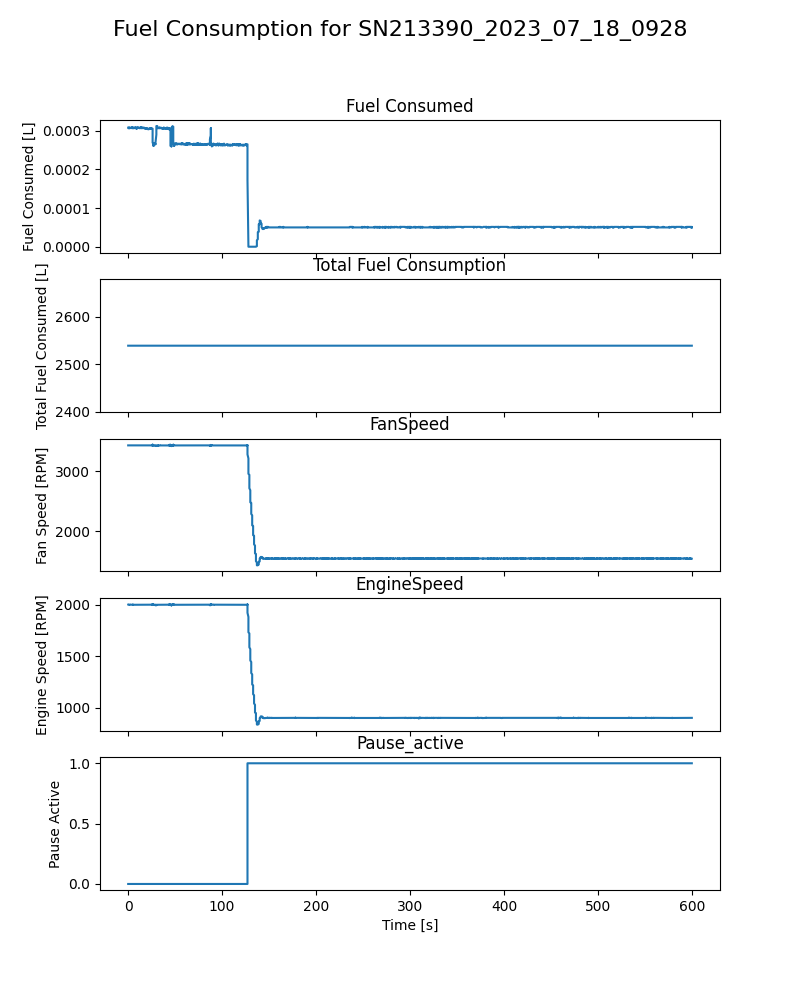 Fuel Consumption for SN213390_2023_07_18_0928
Fuel Consumed
Fuel Consumed [L]
0.0003
0.0002
0.0001
0.0000
Total Fuel Consumption
Total Fuel Consumed [L]
2600
2500
2400
FanSpeed
Fan Speed [RPM]
3000
2000
EngineSpeed
Engine Speed [RPM]
2000
1500
1000
Pause_active
Pause Active
1.0
0.5
0.0
0 100 200 300 400 500 600
Time [s]